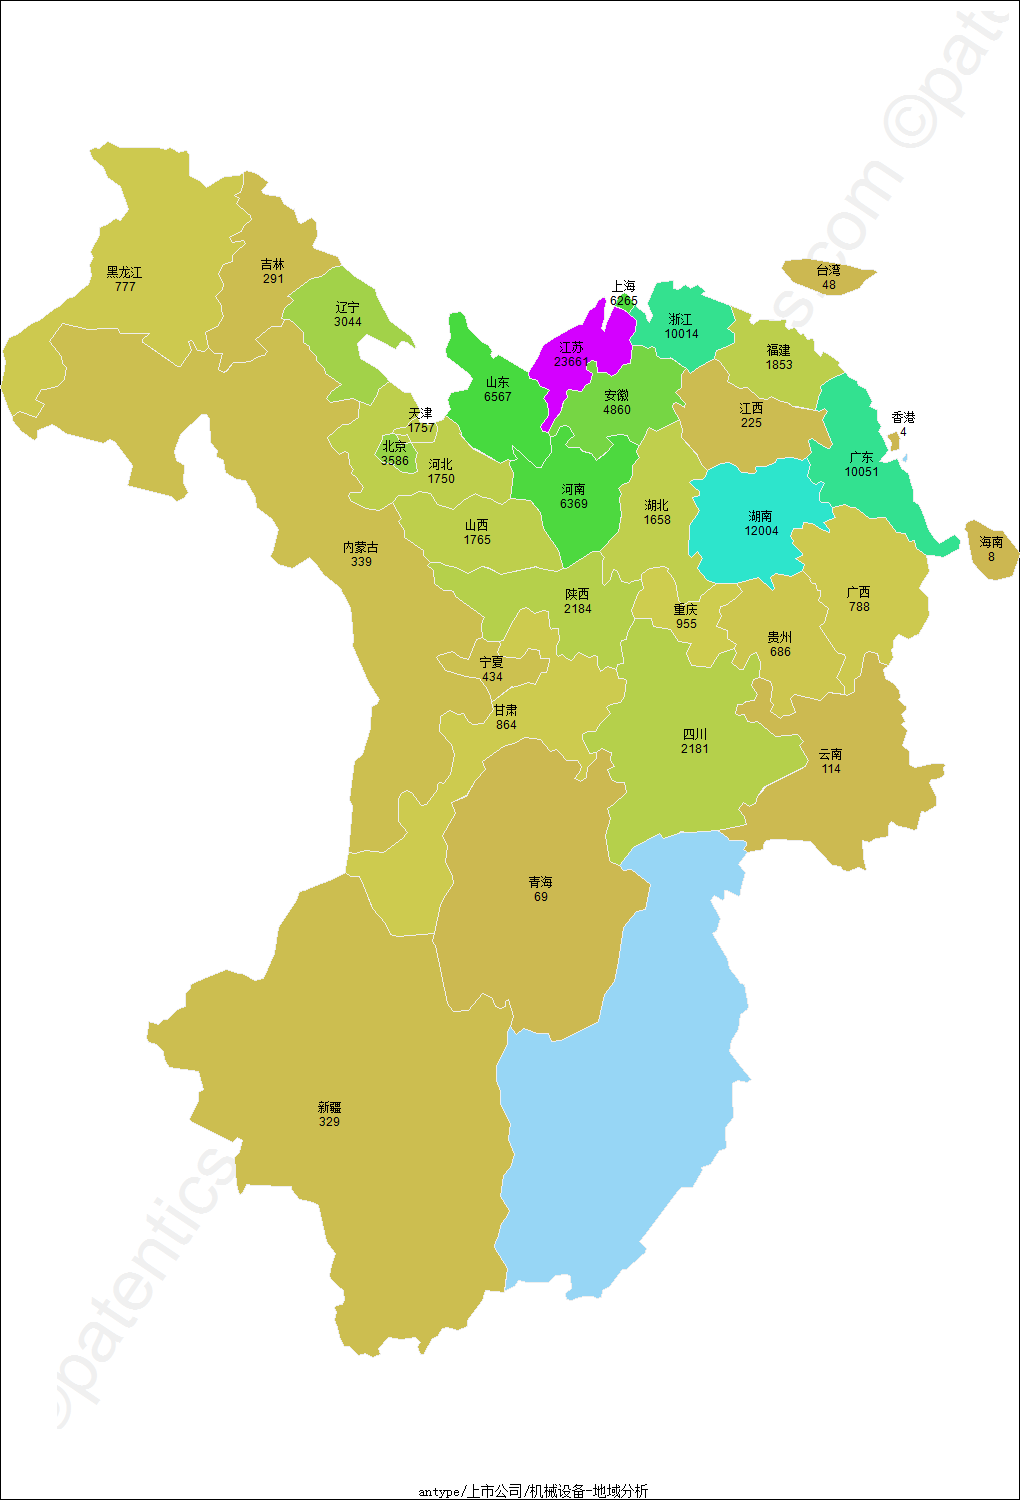 ©patentics.com ©pate
台湾
48
黑龙江
777
吉林
291
上海
6265
辽宁
3044
浙江
10014
江苏
23661
福建
1853
山东
6567
安徽
4860
江西
225
天津
1757
香港
4
北京
3586
河北
1750
广东
10051
河南
6369
湖北
1658
湖南
12004
山西
1765
内蒙古
339
海南
8
陕西
2184
重庆
955
广西
788
贵州
686
宁夏
434
甘肃
864
四川
2181
云南
114
青海
69
新疆
329
antype/上市公司/机械设备-地域分析